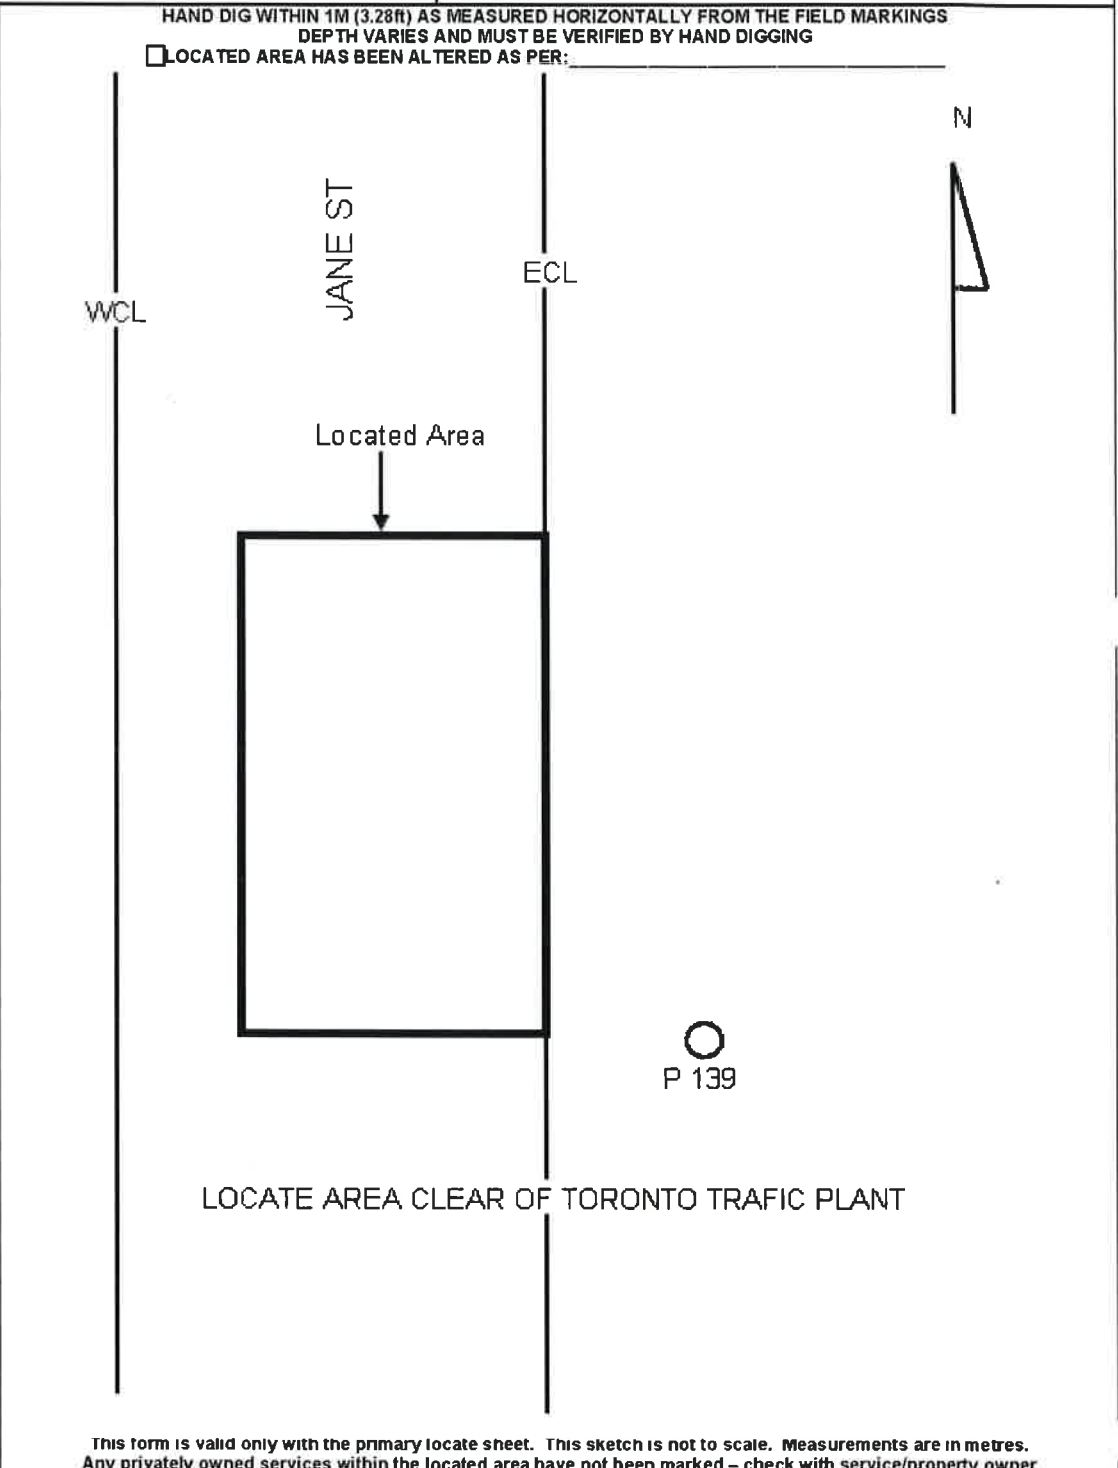 HAND DIG WITHIN 1M (3.28ft) AS MEASURED HORIZONTALLY FROM THE FIELD MARKINGS
DEPTH VARIES AND MUST BE VERIFIED BY HAND DIGGING
LOCATED AREA HAS BEEN ALTERED AS PER:
N
JANE ST
ECL
WCL
Located Area
P 139
LOCATE AREA CLEAR OF TORONTO TRAFIC PLANT
This form is valid only with the primary locate sheet. This sketch is not to scale. Measurements are in metres.
Any privately owned services within the located area have not been marked – check with service/property owner